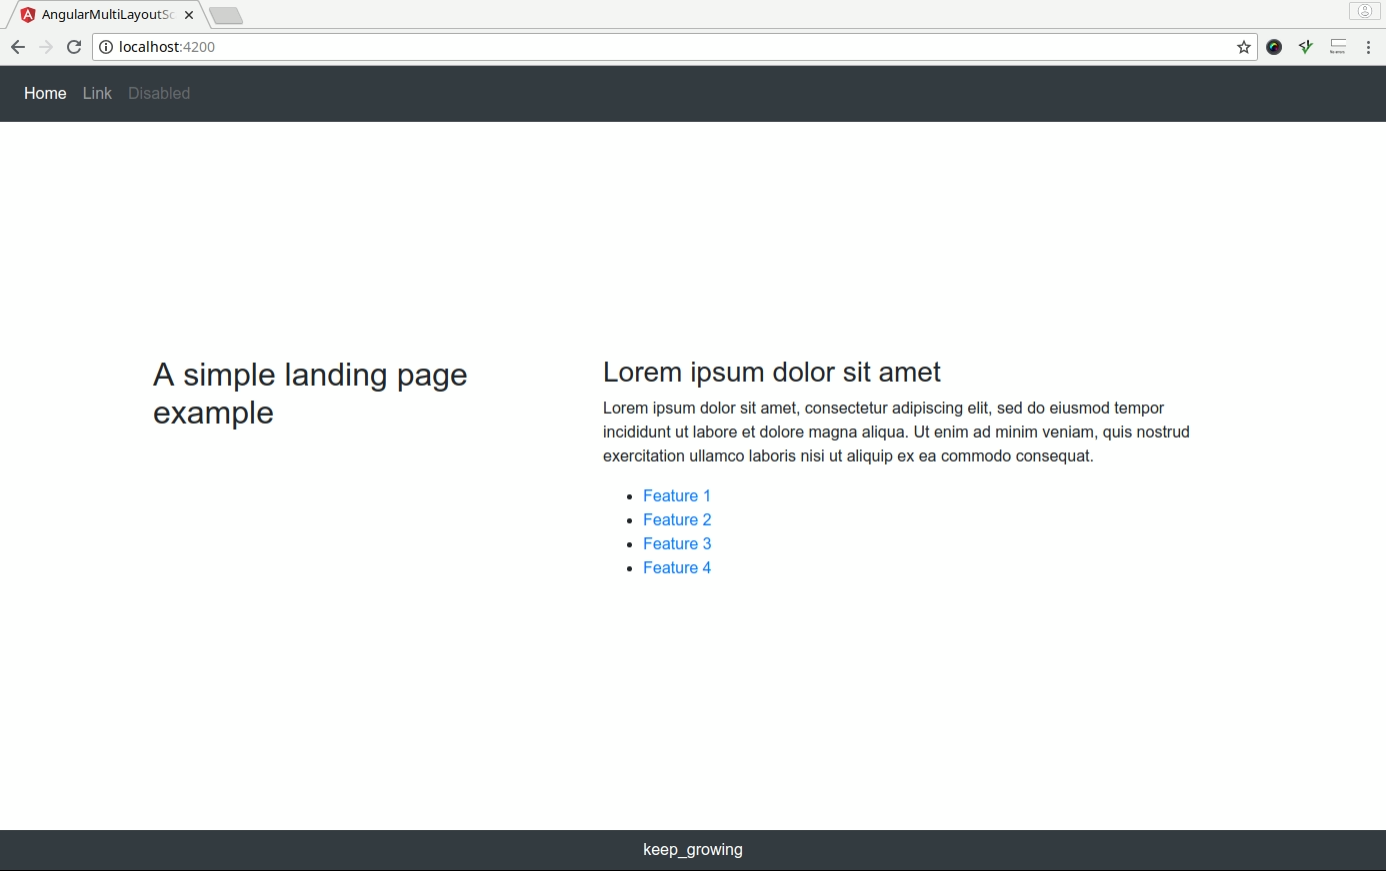 AngularMultiLayoutSc
localhost:4200
Home Link Disabled
A simple landing page
example
Lorem ipsum dolor sit amet
Lorem ipsum dolor sit amet, consectetur adipiscing elit, sed do eiusmod tempor
incididunt ut labore et dolore magna aliqua. Ut enim ad minim veniam, quis nostrud
exercitation ullamco laboris nisi ut aliquip ex ea commodo consequat.
Feature 1
Feature 2
Feature 3
Feature 4
keep_growing